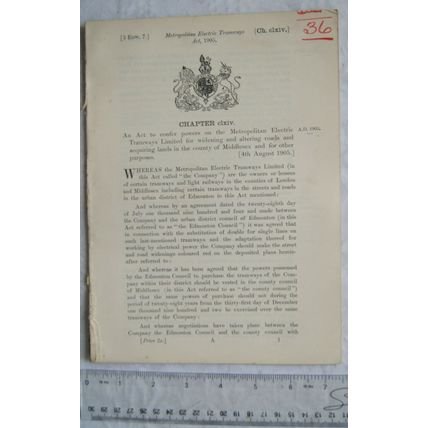 [5 Edw. 7.] Metropolitan Electric Tramways [Ch. clxiv.]
Act, 1905.
36
CHAPTER clxiv.
An Act to confer powers on the Metropolitan Electric A.D. 1905.
Tramways Limited for widening and altering roads and
acquiring lands in the county of Middlesex and for other
purposes. [4th August 1905.]
WHEREAS the Metropolitan Electric Tramways Limited (in
this Act called "the Company") are the owners or lessees
of certain tramways and light railways in the counties of London
and Middlesex including certain tramways in the streets and roads
in the urban district of Edmonton in this Act mentioned:
And whereas by an agreement dated the twenty-eighth day
of July one thousand nine hundred and four and made between
the Company and the urban district council of Edmonton (in this
Act referred to as "the Edmonton Council") it was agreed that
in connection with the substitution of double for single lines on
such last-mentioned tramways and the adaptation thereof for
working by electrical power the Company should make the street
and road widenings coloured red on the deposited plans herein-
after referred to:
And whereas it has been agreed that the powers possessed
by the Edmonton Council to purchase the tramways of the Com-
pany within their district should be vested in the county council
of Middlesex (in this Act referred to as "the county council")
and that the same powers of purchase should not during the
period of twenty-eight years from the thirty-first day of December
one thousand nine hundred and two be exercised over the same
tramways of the Company:
And whereas negotiations have taken place between the
Company the Edmonton Council and the county council with
[Price 2s.] A 1